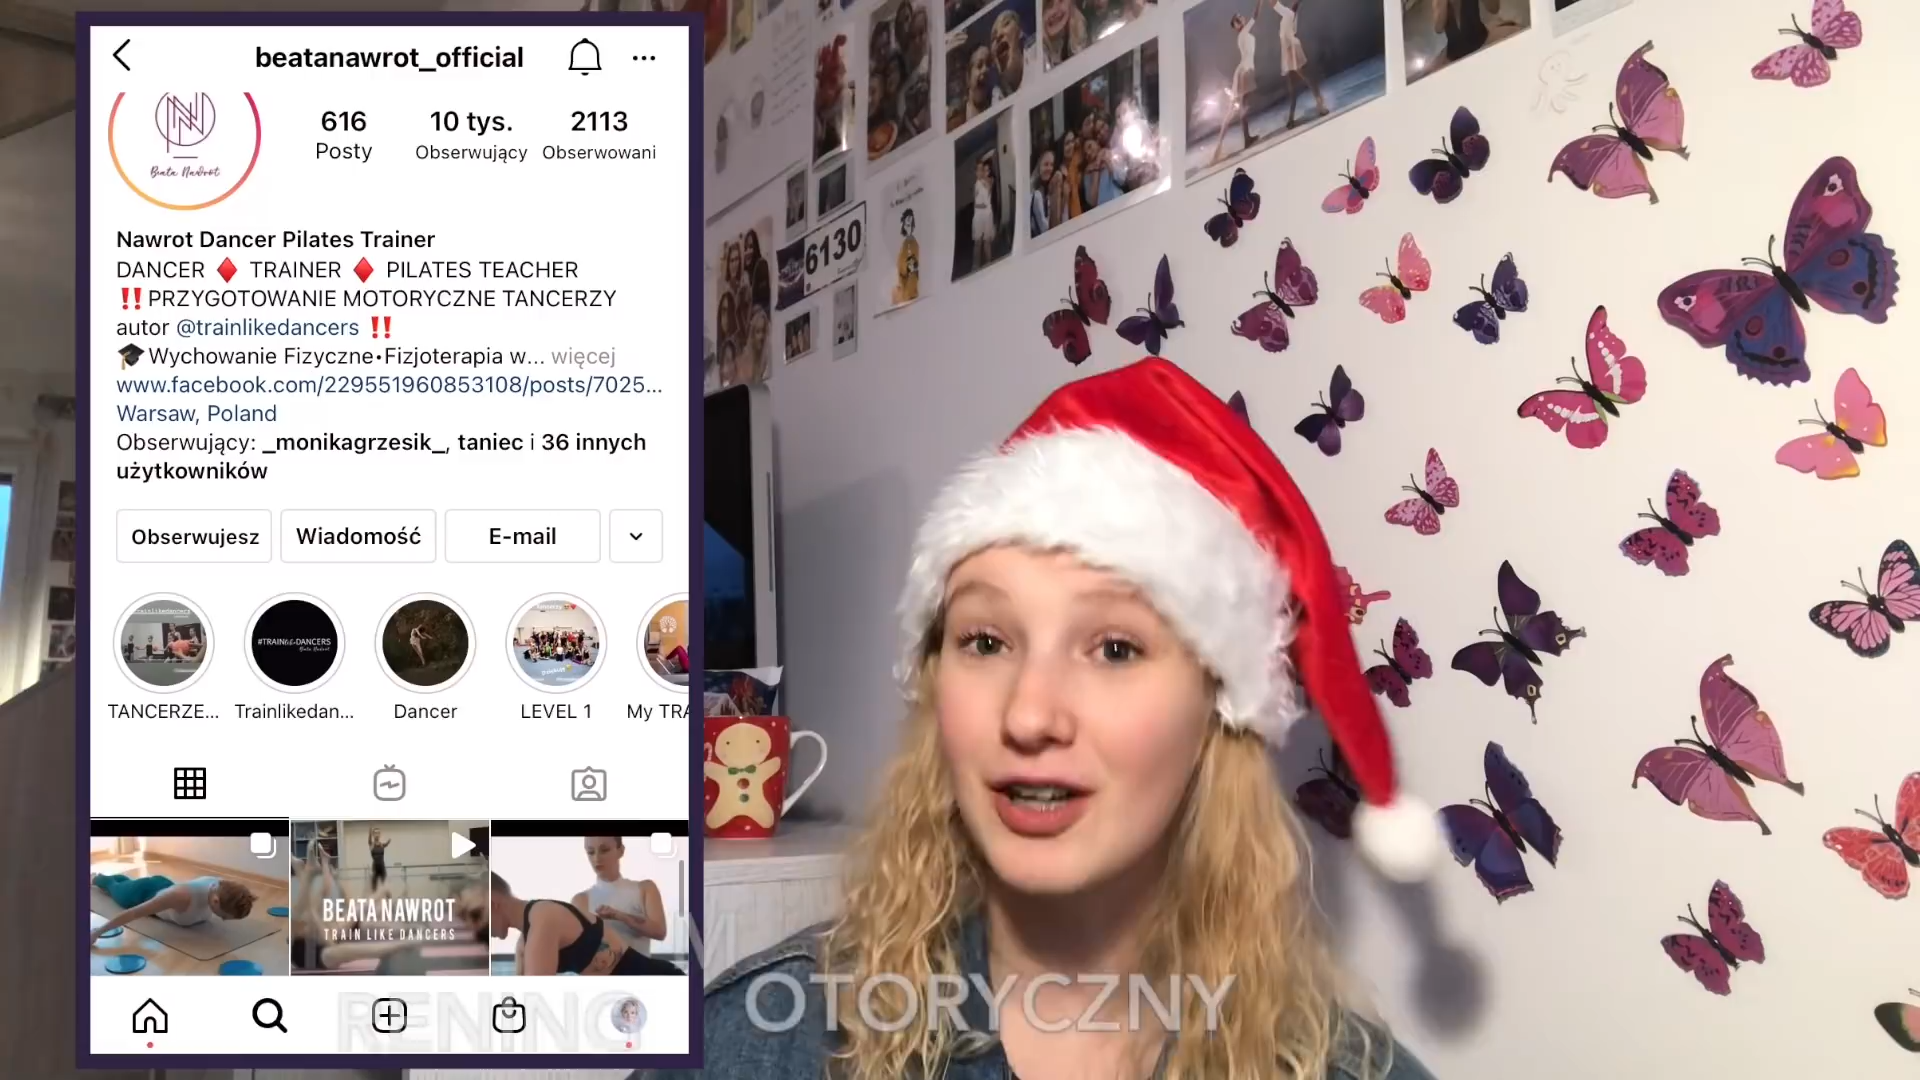 beatanawrot_official
Beata Nawrot
616
Posty
10 tys.
Obserwujący
2113
Obserwowani
Nawrot Dancer Pilates Trainer
DANCER ♦️ TRAINER ♦️ PILATES TEACHER
‼️PRZYGOTOWANIE MOTORYCZNE TANCERZY
autor @trainlikedancers ‼️
🎓Wychowanie Fizyczne•Fizjoterapia w... więcej
www.facebook.com/229551960853108/posts/7025...
Warsaw, Poland
Obserwujący: _monikagrzesik_, taniec i 36 innych
użytkowników
Obserwujesz
Wiadomość
E-mail
#TRAINlikeDANCERS
TANCERZE...
Trainlikedan...
Dancer
LEVEL 1
My TRA
BEATA NAWROT
TRAIN LIKE DANCERS
RENING M OTORYCZNY
6130